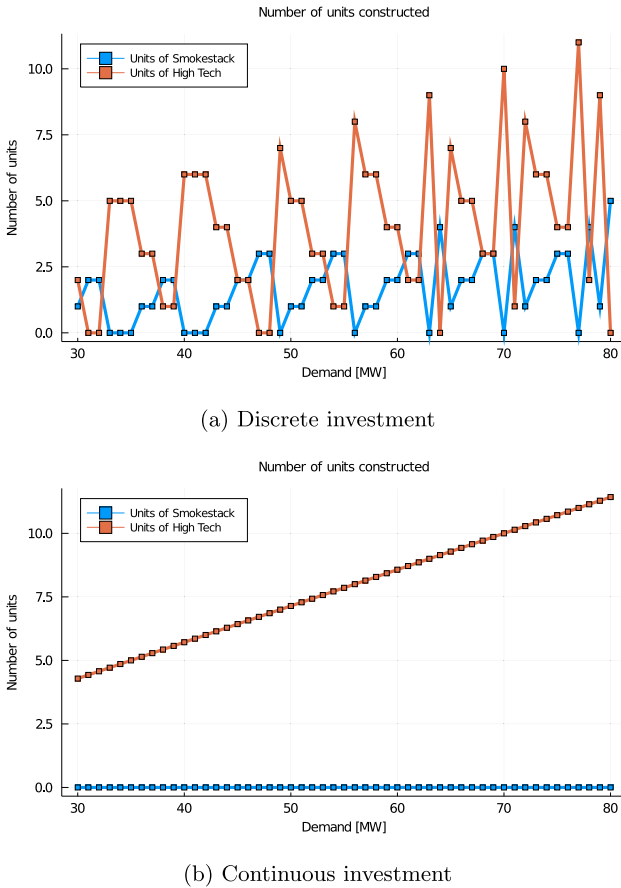 Number of units constructed
Units of Smokestack
Units of High Tech
10.0
7.5
5.0
2.5
0.0
Number of units
30 40 50 60 70 80
Demand [MW]
(a) Discrete investment
Number of units constructed
Units of Smokestack
Units of High Tech
10.0
7.5
5.0
2.5
0.0
Number of units
30 40 50 60 70 80
Demand [MW]
(b) Continuous investment